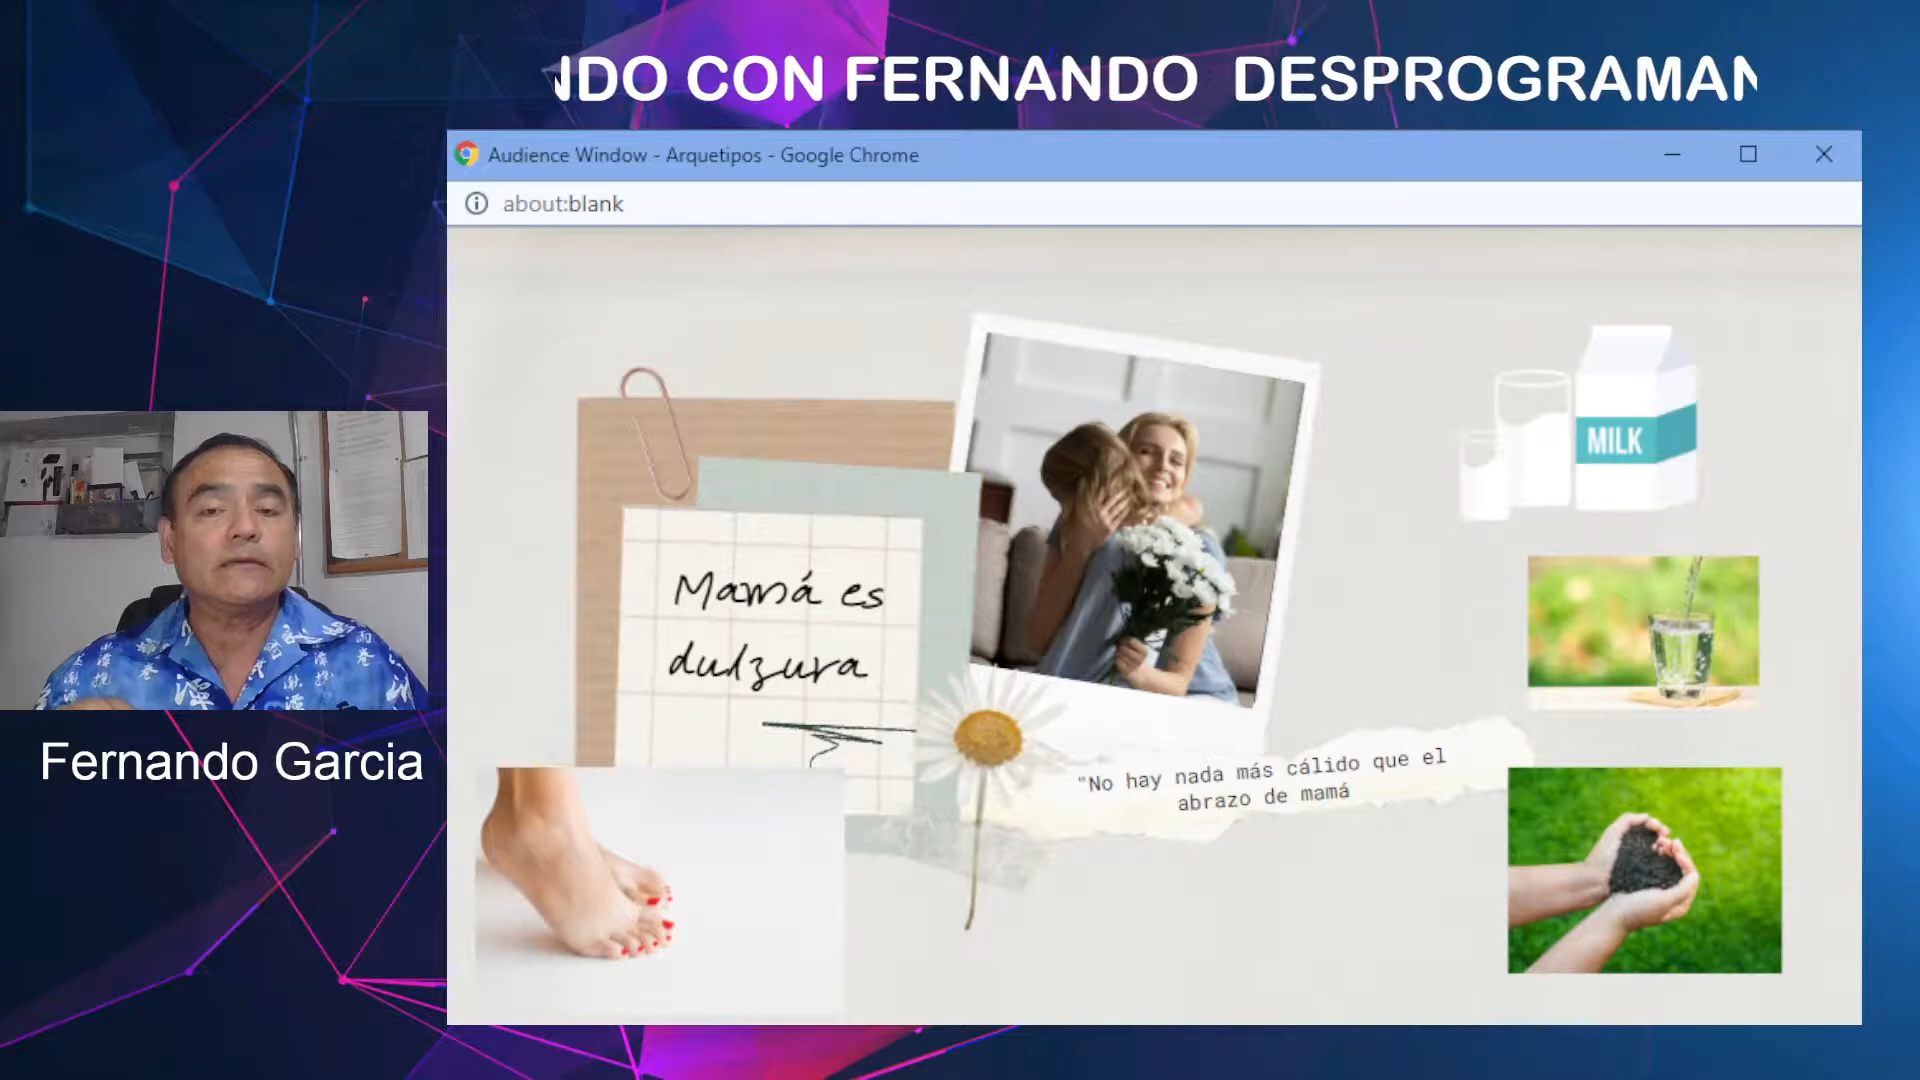 NDO CON FERNANDO DESPROGRAMAN
Audience Window - Arquetipos - Google Chrome
about:blank
MILK
Mamá es
dulzura
"No hay nada más cálido que el
abrazo de mamá
Fernando Garcia